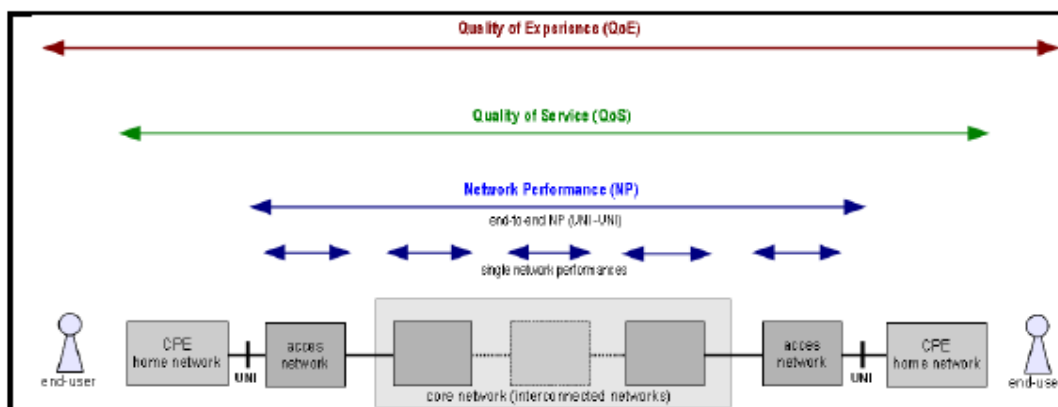 Quality of Experience (QoE)
Quality of Service (QoS)
Network Performance (NP)
end-to-end NP (UNI-UNI)
single network performances
CPE
home network
UNI
acces
network
acces
network
UNI
CPE
home network
end-user
core network (interconnected networks)
end-use